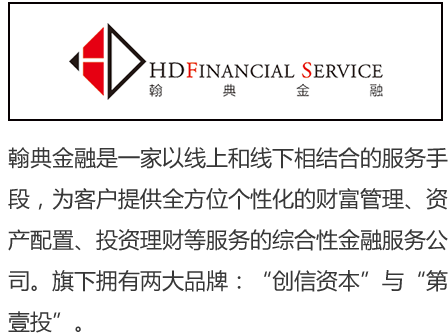 HDFINANCIAL SERVICE
翰典金融
翰典金融是一家以线上和线下相结合的服务手
段，为客户提供全方位个性化的财富管理、资
产配置、投资理财等服务的综合性金融服务公
司。旗下拥有两大品牌：“创信资本”与“第
壹投”。